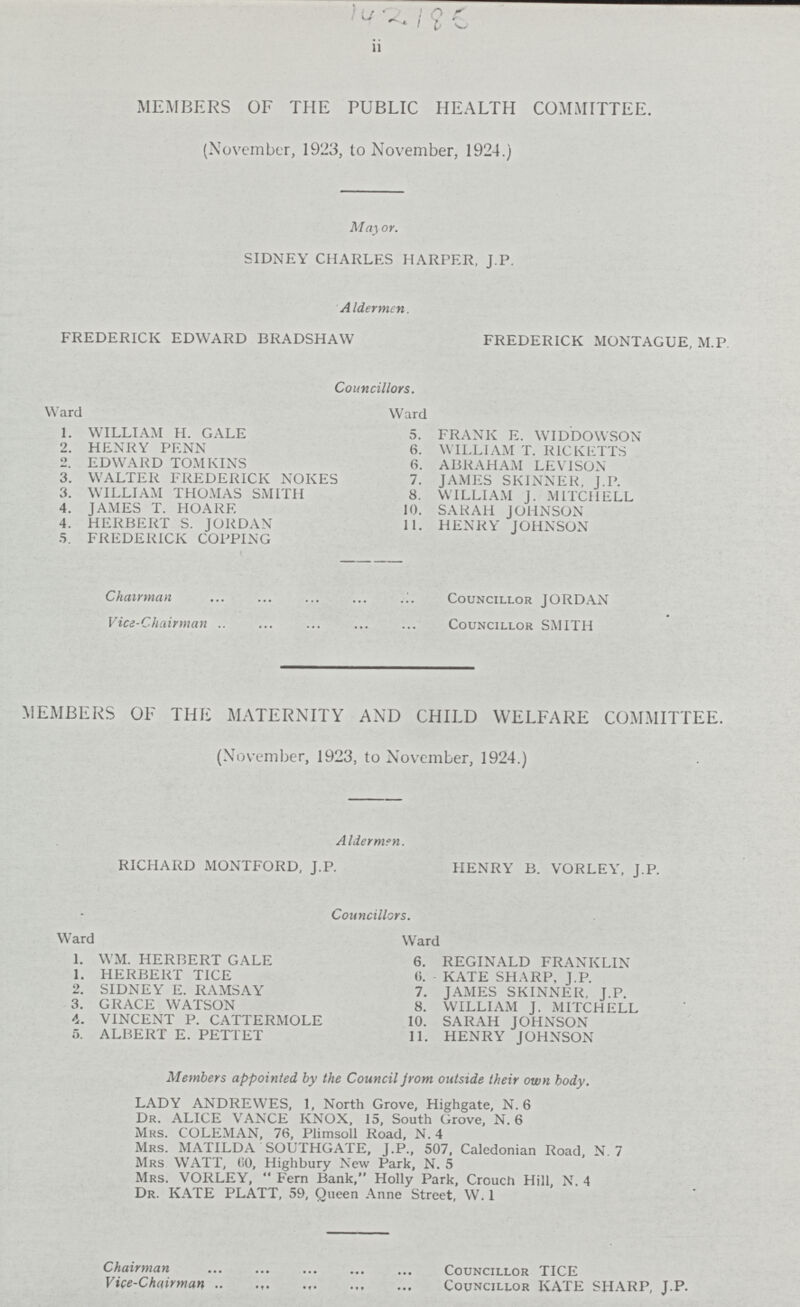 ii
MEMBERS OF THE PUBLIC HEALTH COMMITTEE.
(November, 1923, to November, 1924.)
Mayor.
SIDNEY CHARLES HARPER, J.P.
Aldermen.
FREDERICK EDWARD BRADSHAW FREDERICK MONTAGUE, M.P.
Councillors.
Ward
1. WILLIAM H. GALE
2. HENRY PENN
2. EDWARD TOMKINS
3. WALTER FREDERICK NOKES
3. WILLIAM THOMAS SMITH
4. JAMES T. HOARE
4. HERBERT S. JORDAN
5. FREDERICK COPPING
Ward
5. FRANK E. WIDDOWSON
6. WILLIAM T. RICKETTS
6. ABRAHAM LEVISON
7. JAMES SKINNER, J.P.
8. WILLIAM J. MITCHELL
10. SARAH JOHNSON
11. HENRY JOHNSON
Chairman ... ... ... ... ... COUNCILLOR JORDAN
Vice-Chairman .. ... ... ... ... COUNCILLOR SMITH
MEMBERS OF THE MATERNITY AND CHILD WELFARE COMMITTEE.
(November, 1923, to November, 1924.)
Aldermen.
RICHARD MONTFORD, J.P. HENRY B. VORLEY, J.P.
Councillors.
Ward
1. WM. HERBERT GALE
1. HERBERT TICE
2. SIDNEY E. RAMSAY
3. GRACE WATSON
4. VINCENT P. CATTERMOLE
5. ALBERT E. PETTET
Ward
6. REGINALD FRANKLIN
6. KATE SHARP, J.P.
7. JAMES SKINNER, J.P.
8. WILLIAM J. MITCHELL
10. SARAH JOHNSON
11. HENRY JOHNSON
Members appointed by the Council from outside their own body.
LADY ANDREWES, 1, North Grove, Highgate, N. 6
DR. ALICE VANCE KNOX, 15, South Grove, N. 6
MRS. COLEMAN, 76, Plimsoll Road, N. 4
MRS. MATILDA SOUTHGATE, J.P., 507, Caledonian Road, N. 7
MRS WATT, 60, Highbury New Park, N. 5
MRS. VORLEY, "Fern Bank," Holly Park, Crouch Hill, N. 4
DR. KATE PLATT, 59, Queen Anne Street, W. 1
Chairman ... ... ... ... ... COUNCILLOR TICE
Vice-Chairman .. ... ... ... ... COUNCILLOR KATE SHARP, J.P.